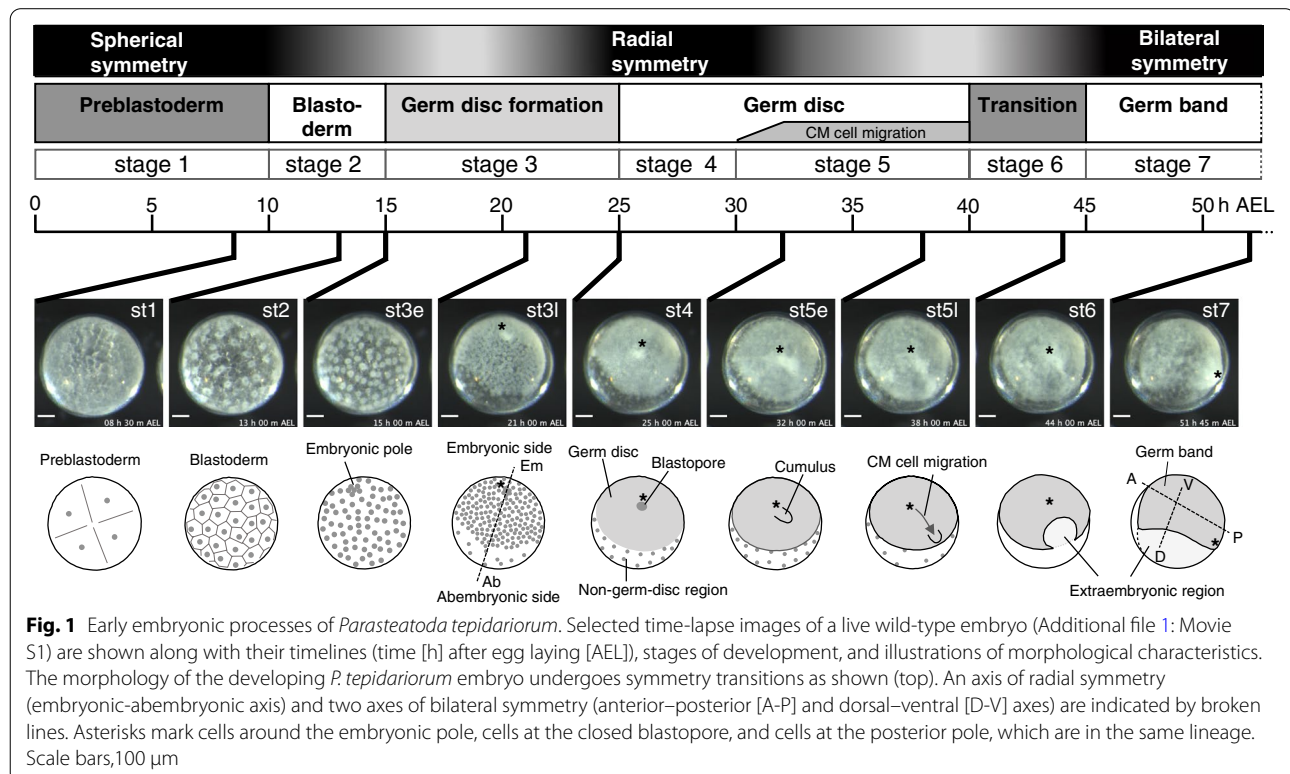 Spherical symmetry
Radial symmetry
Bilateral symmetry
Preblastoderm
Blasto-
derm
Germ disc formation
Germ disc
CM cell migration
Transition
Germ band
stage 1
stage 2
stage 3
stage 4
stage 5
stage 6
stage 7
0 5 10 15 20 25 30 35 40 45 50 h AEL
st1 st2 st3e st3l st4 st5e st5l st6 st7
* * * * * *
08 h 30 m AEL 13 h 00 m AEL 15 h 00 m AEL 21 h 00 m AEL 25 h 00 m AEL 32 h 00 m AEL 38 h 00 m AEL 44 h 00 m AEL 51 h 45 m AEL
Preblastoderm
Blastoderm
Embryonic pole
Embryonic side
Em
*
Ab
Abembryonic side
Germ disc
Blastopore
*
Non-germ-disc region
Cumulus
*
CM cell migration
*
*
Germ band
A
V
P
D
*
Extraembryonic region
Fig. 1 Early embryonic processes of Parasteatoda tepidariorum. Selected time-lapse images of a live wild-type embryo (Additional file 1: Movie
S1) are shown along with their timelines (time [h] after egg laying [AEL]), stages of development, and illustrations of morphological characteristics.
The morphology of the developing P. tepidariorum embryo undergoes symmetry transitions as shown (top). An axis of radial symmetry
(embryonic-abembryonic axis) and two axes of bilateral symmetry (anterior–posterior [A-P] and dorsal–ventral [D-V] axes) are indicated by broken
lines. Asterisks mark cells around the embryonic pole, cells at the closed blastopore, and cells at the posterior pole, which are in the same lineage.
Scale bars,100 μm